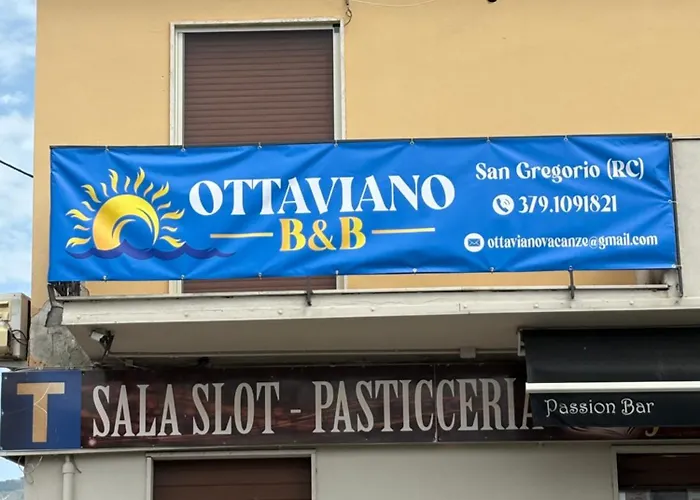 OTTAVIANO
B&B
San Gregorio (RC)
379.1091821
ottavianovacanze@gmail.com
T
SALA SLOT - PASTICCERIA
Passion Bar